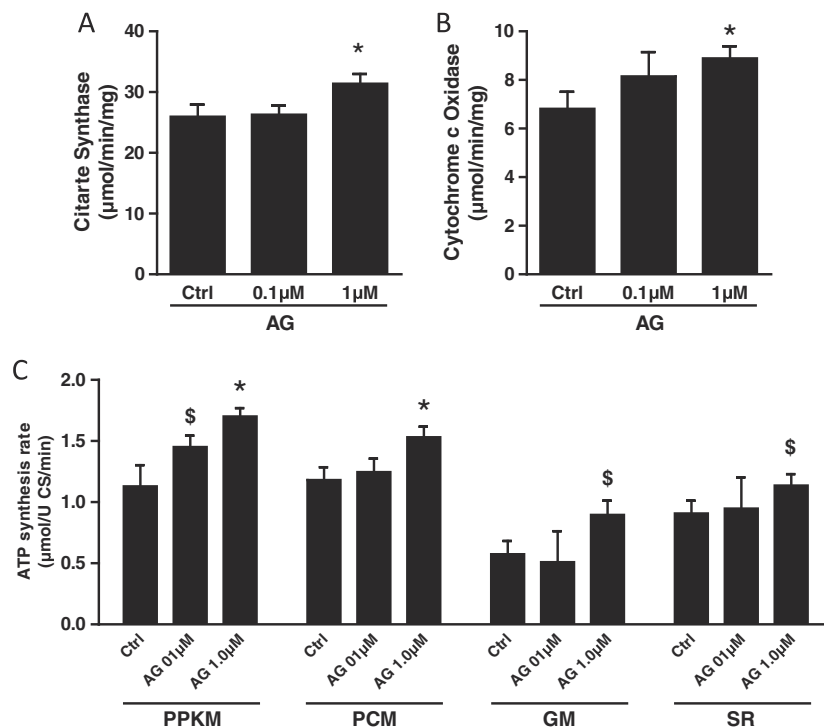 A
Citarte Synthase
(µmol/min/mg)
40
30
20
10
0
*
Ctrl 0.1µM 1µM
AG
B
Cytochrome c Oxidase
(µmol/min/mg)
10
8
6
4
2
0
*
Ctrl 0.1µM 1µM
AG
C
ATP synthesis rate
(µmol/U CS/min)
2.0
1.5
1.0
0.5
0.0
$ * * $ $
Ctrl AG 01µM AG 1.0µM Ctrl AG 01µM AG 1.0µM Ctrl AG 01µM AG 1.0µM Ctrl AG 01µM AG 1.0µM
PPKM PCM GM SR